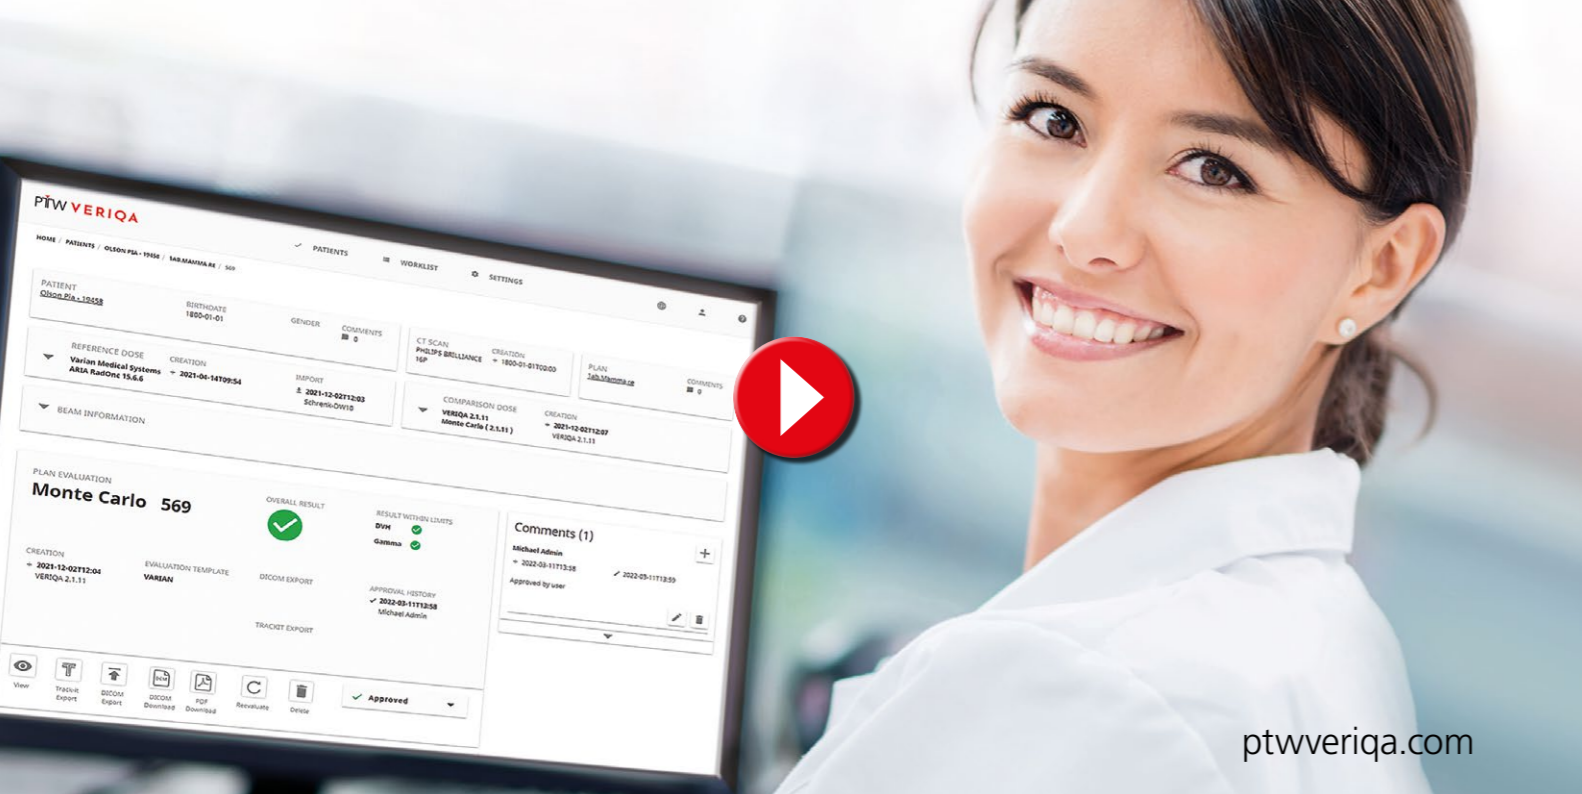 PTW VERIQA
PATIENTS
WORKLIST
SETTINGS
HOME / PATIENTS / OLSON PIA - 19458 / 1AB.MAMMA.RE / 569
PATIENT
Olson Pia - 19458
BIRTHDATE
1800-01-01
GENDER
COMMENTS
0
CT SCAN
PHILIPS BRILLIANCE
16P
CREATION
1800-01-01T02:00
PLAN
1ab.Mamma.re
COMMENTS
0
REFERENCE DOSE
Varian Medical Systems
ARIA RadOnc 15.6.6
CREATION
2021-04-14T09:54
IMPORT
2021-12-02T12:03
Schrenk-DW10
COMPARISON DOSE
VERIQA 2.1.11
Monte Carlo ( 2.1.11 )
CREATION
2021-12-02T12:07
VERIQA 2.1.11
BEAM INFORMATION
PLAN EVALUATION
Monte Carlo 569
OVERALL RESULT
RESULT WITHIN LIMITS
DVH
Gamma
CREATION
2021-12-02T12:04
VERIQA 2.1.11
EVALUATION TEMPLATE
VARIAN
DICOM EXPORT
APPROVAL HISTORY
2022-03-11T13:58
Michael Admin
TRACKIT EXPORT
Comments (1)
Michael Admin
2022-03-11T13:58
2022-03-11T13:59
Approved by user
View
Trackit
Export
DICOM
Export
DCM
DICOM
Download
PDF
Download
Reevaluate
Delete
Approved
ptwveriqa.com